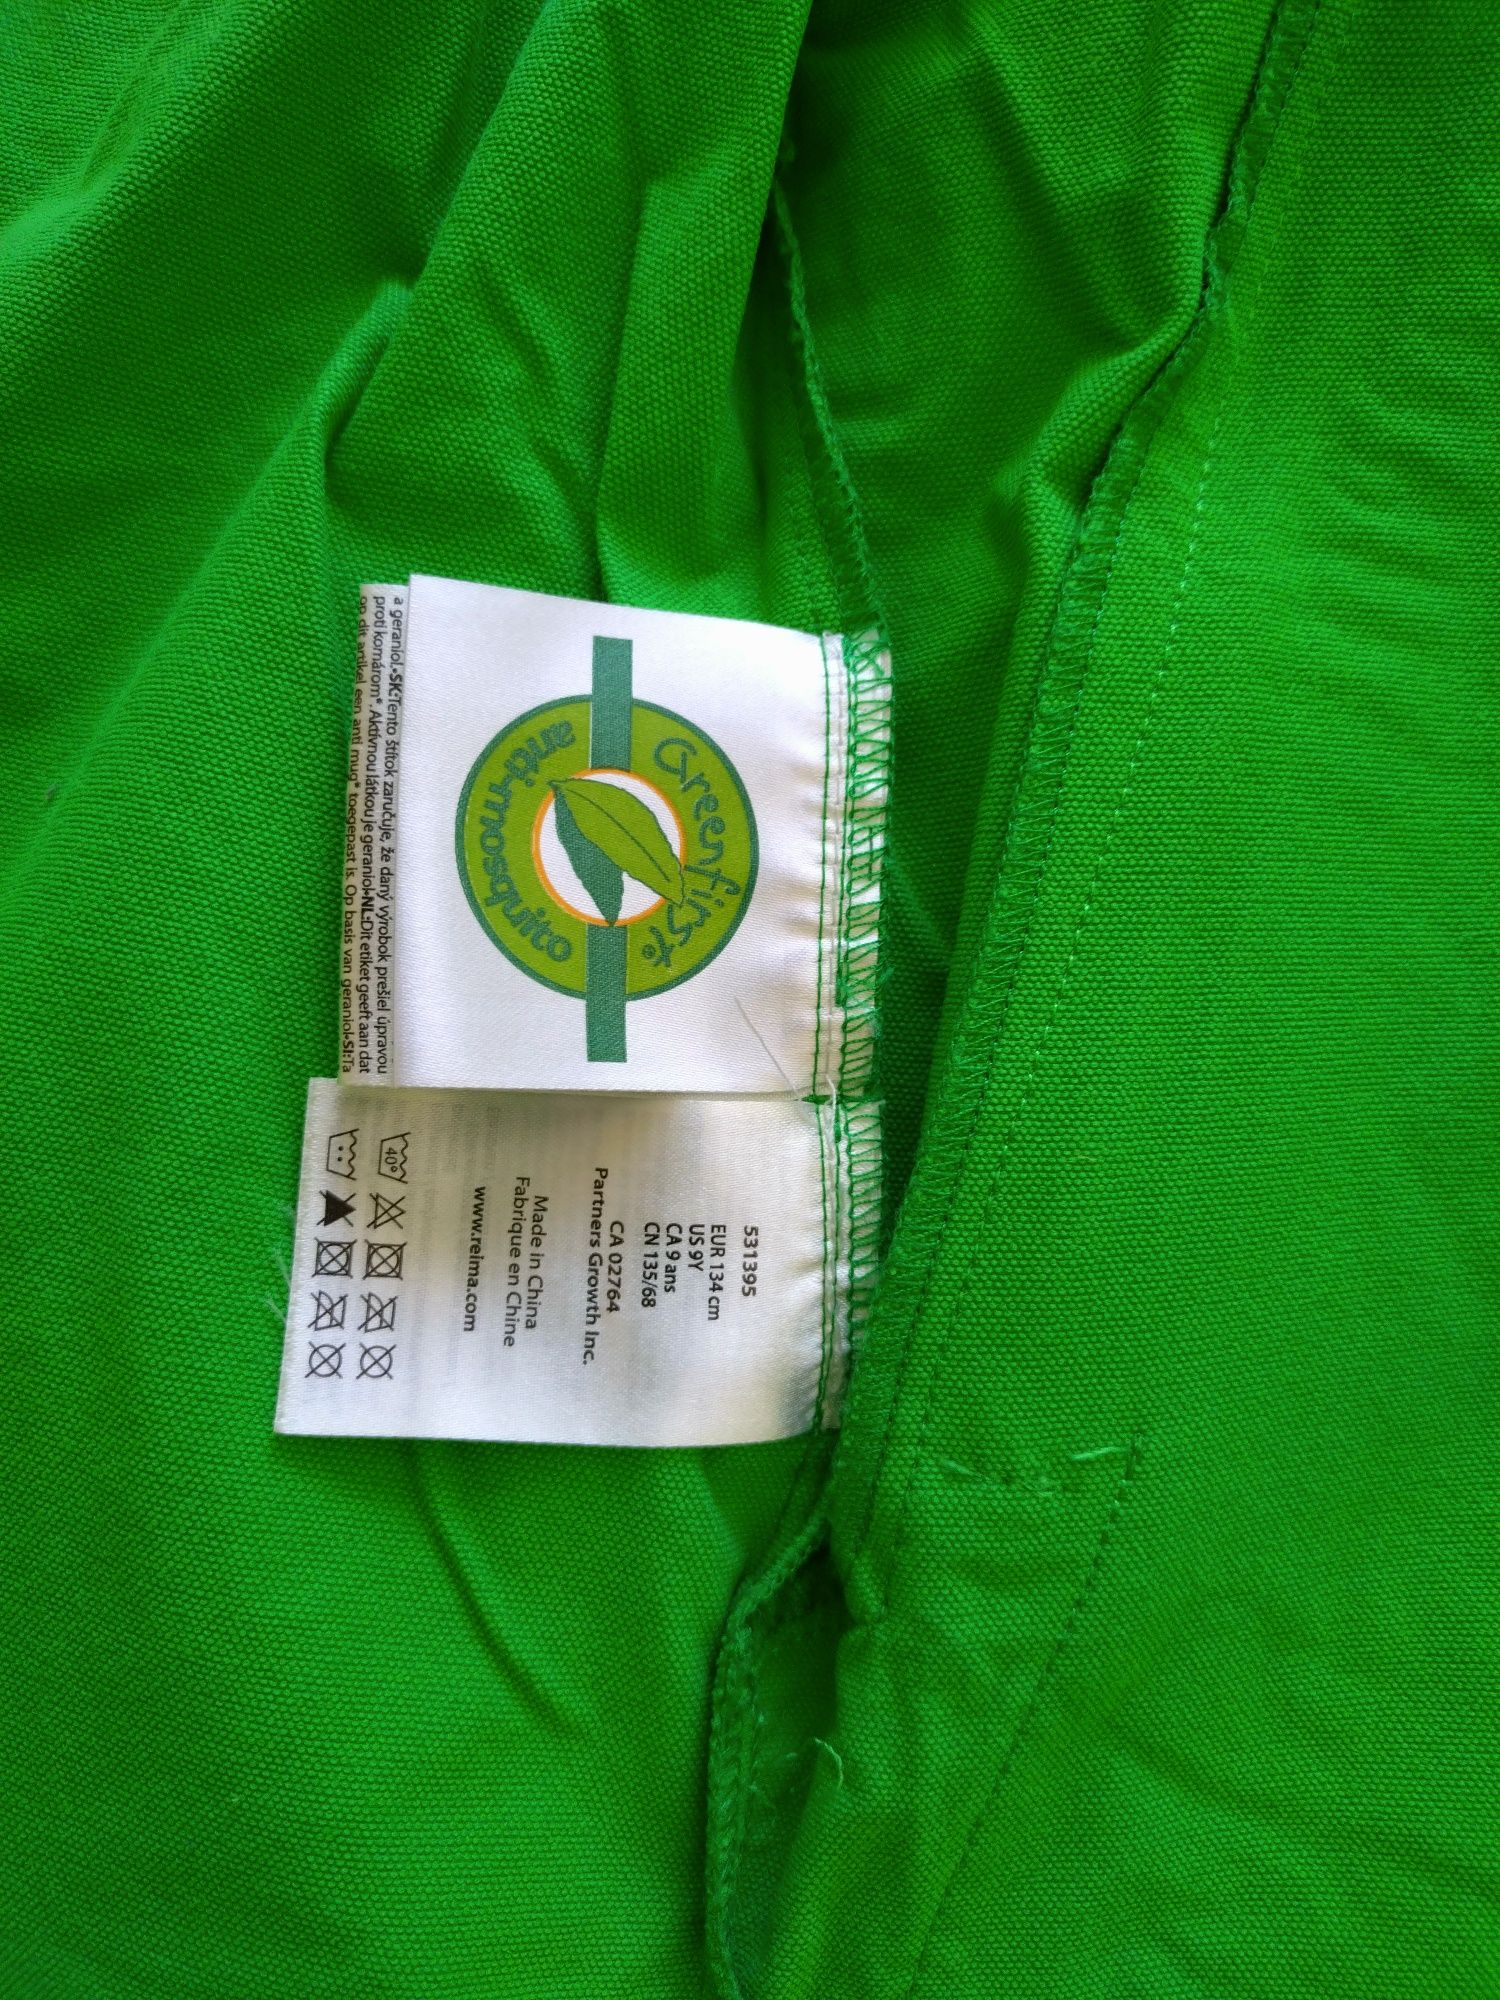 Greenfirst®
anti-mosquito
a geraniol.•SK:Tento štítok zaručuje, že daný výrobok prešiel úpravou
proti komárom*. Aktívnou látkou je geraniol•NL:Dit etiket geeft aan dat
op dit artikel een anti mug* toegepast is. Op basis van geraniol•SI:Ta
531395
EUR 134 cm
US 9Y
CA 9 ans
CN 135/68
CA 02764
Partners Growth Inc.
Made in China
Fabrique en Chine
www.reima.com
40°